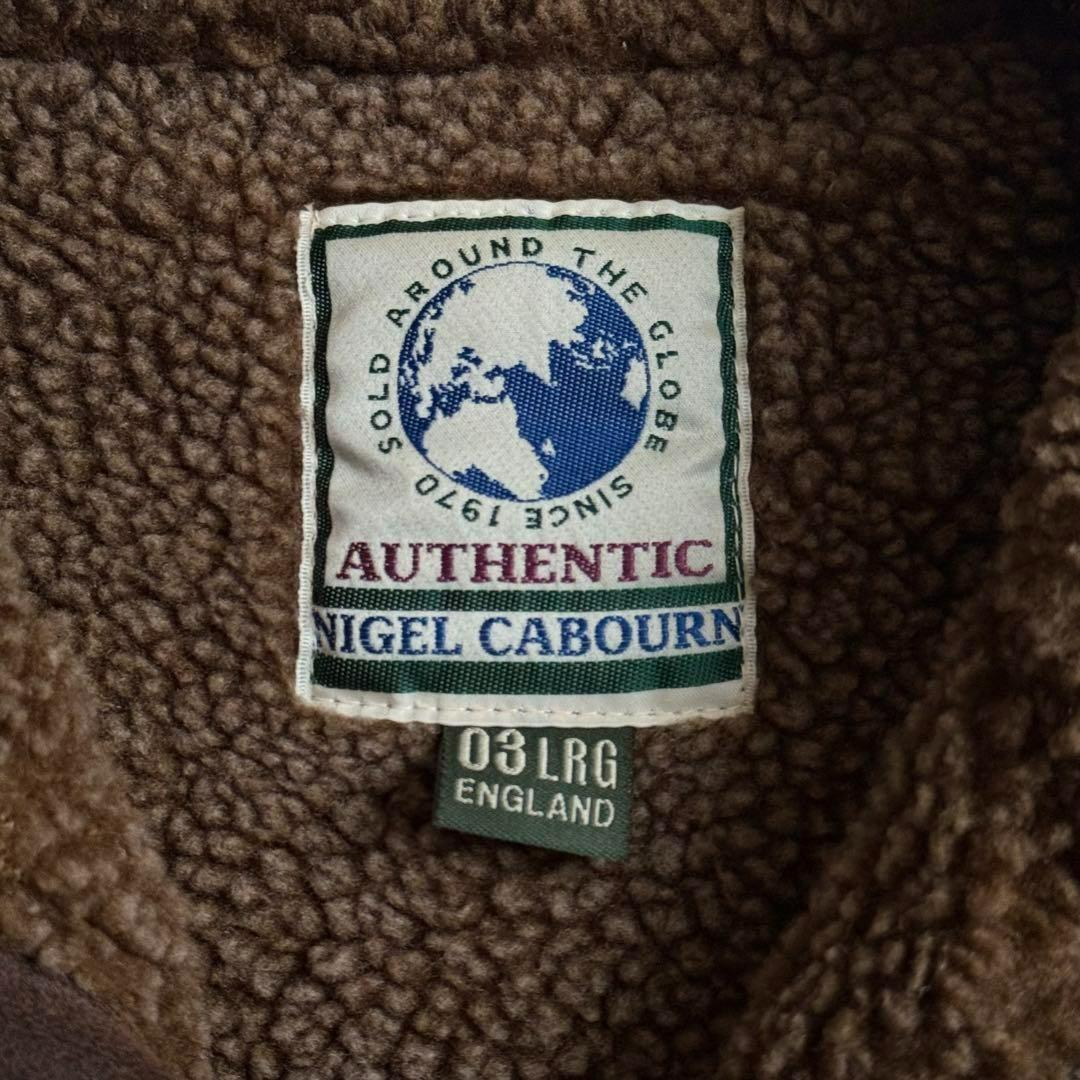 SOLD AROUND THE GLOBE SINCE 1970
AUTHENTIC
NIGEL CABOURN
03 LRG
ENGLAND